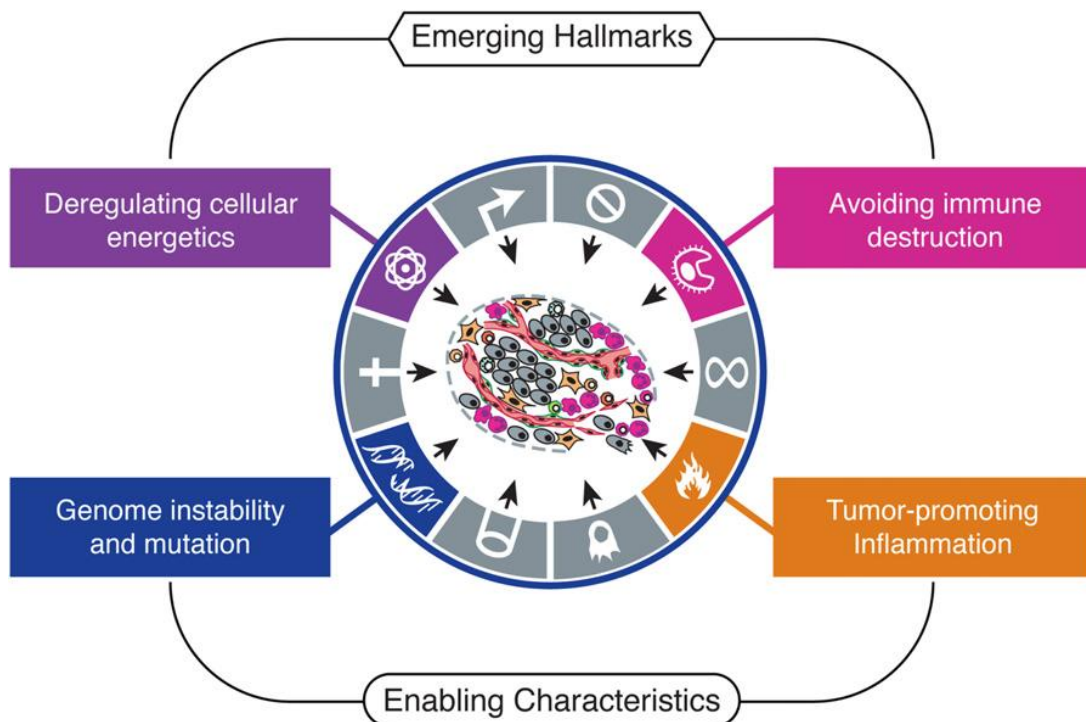 Emerging Hallmarks
Deregulating cellular
energetics
Avoiding immune
destruction
Genome instability
and mutation
Tumor-promoting
Inflammation
Enabling Characteristics